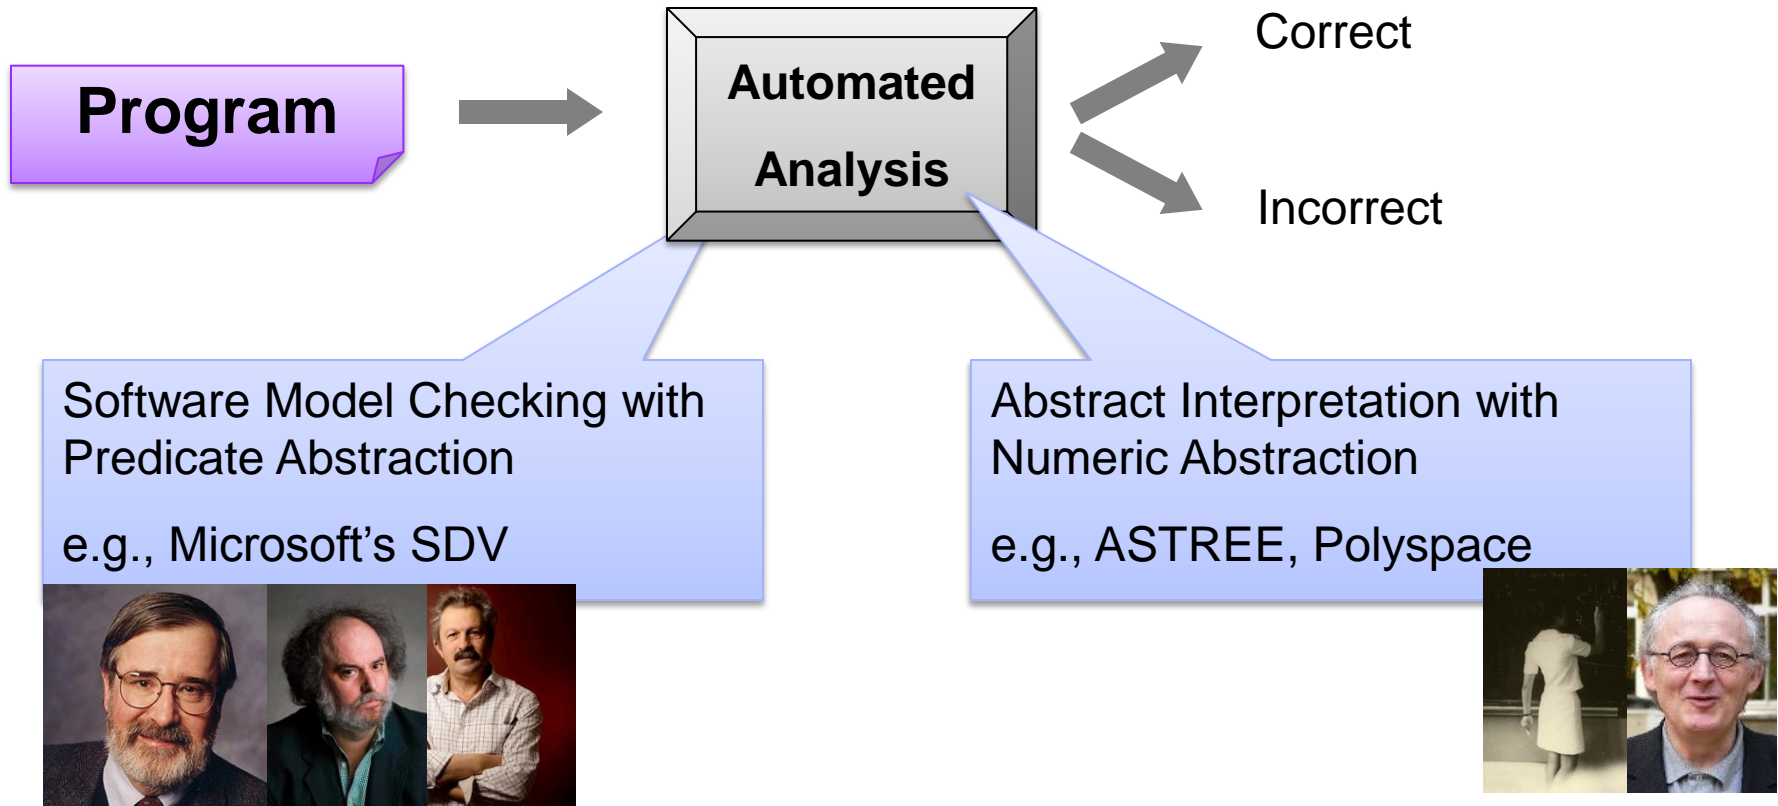 Program
Automated
Analysis
Correct
Incorrect
Software Model Checking with
Predicate Abstraction
e.g., Microsoft’s SDV
Abstract Interpretation with
Numeric Abstraction
e.g., ASTREE, Polyspace